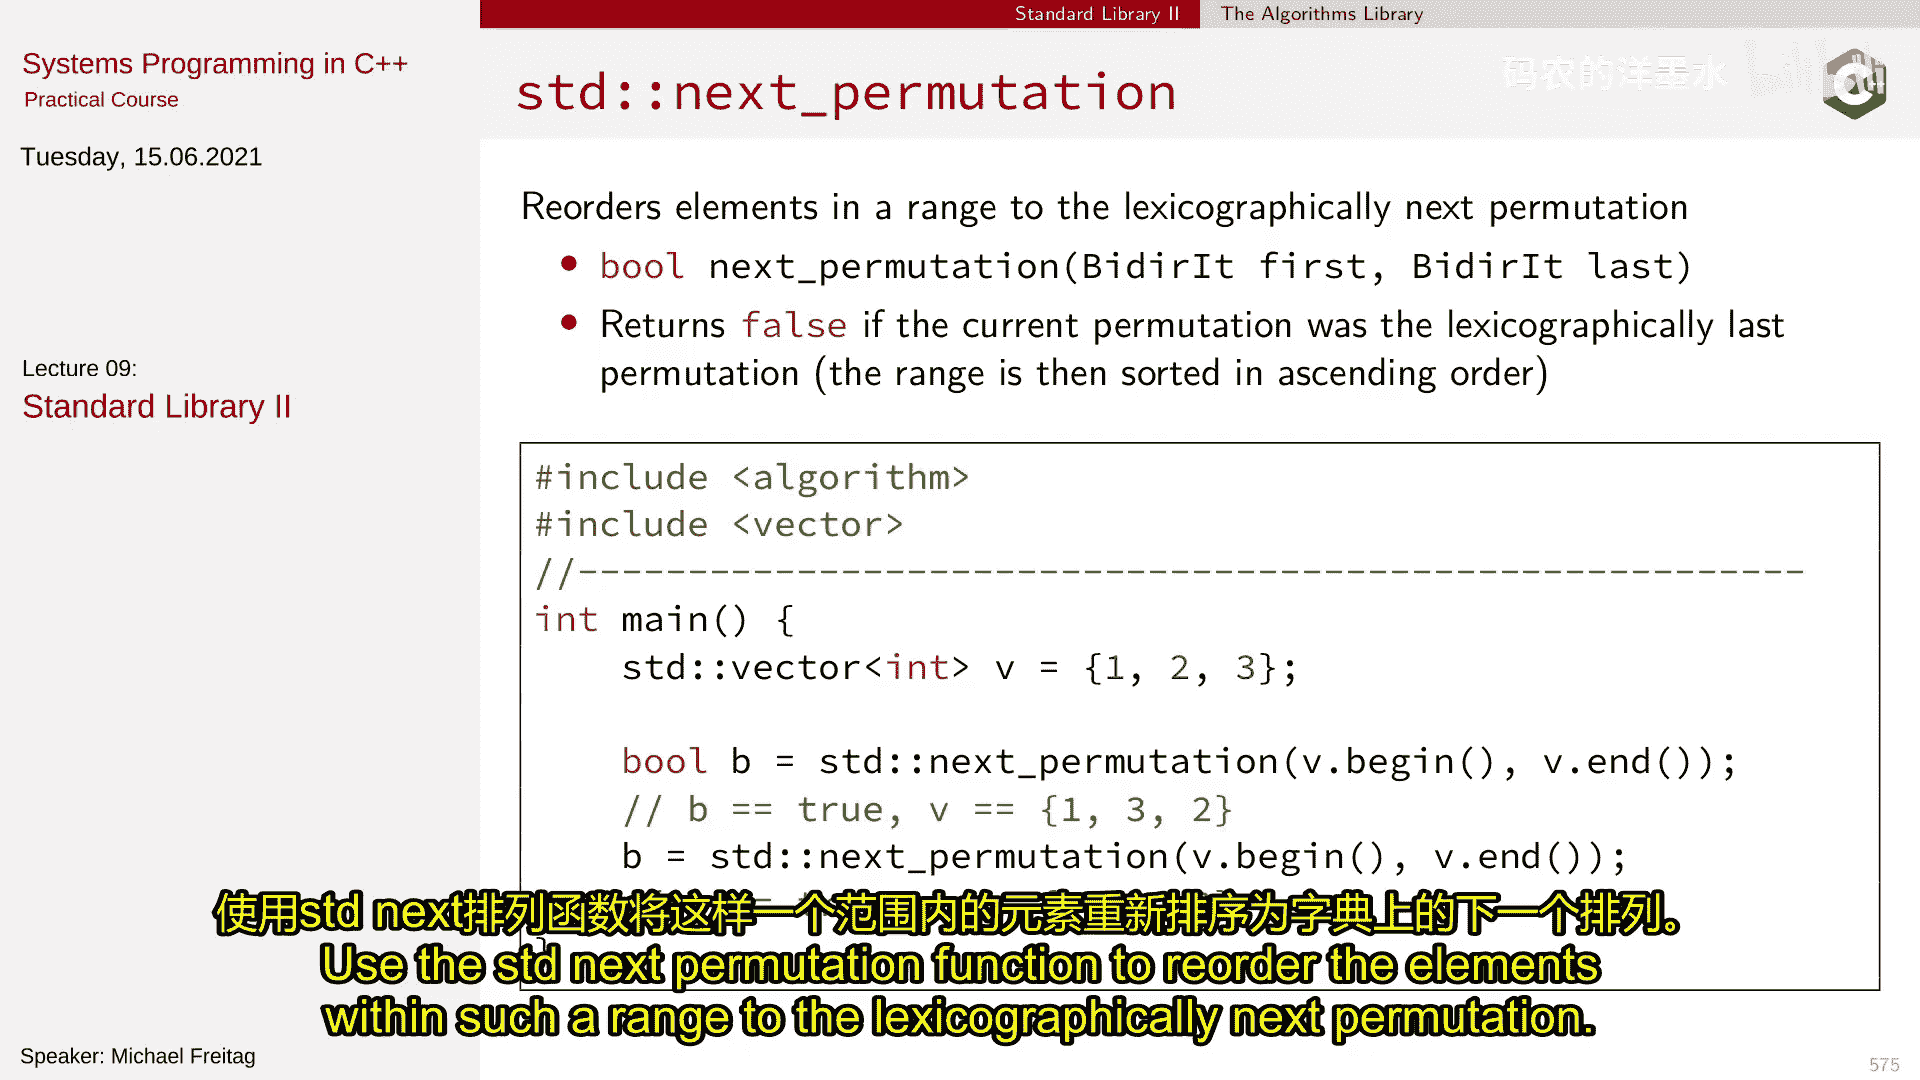 Standard Library II
The Algorithms Library
Systems Programming in C++
Practical Course
Tuesday, 15.06.2021
Lecture 09:
Standard Library II
std::next_permutation
码农的洋墨水
Reorders elements in a range to the lexicographically next permutation
bool next_permutation(BidirIt first, BidirIt last)
Returns false if the current permutation was the lexicographically last
permutation (the range is then sorted in ascending order)
#include <algorithm>
#include <vector>
//---------------------------------------------------------
int main() {
    std::vector<int> v = {1, 2, 3};
    bool b = std::next_permutation(v.begin(), v.end());
    // b == true, v == {1, 3, 2}
    b = std::next_permutation(v.begin(), v.end());
}
使用std next排列函数将这样一个范围内的元素重新排序为字典上的下一个排列。
Use the std next permutation function to reorder the elements
within such a range to the lexicographically next permutation.
Speaker: Michael Freitag
575